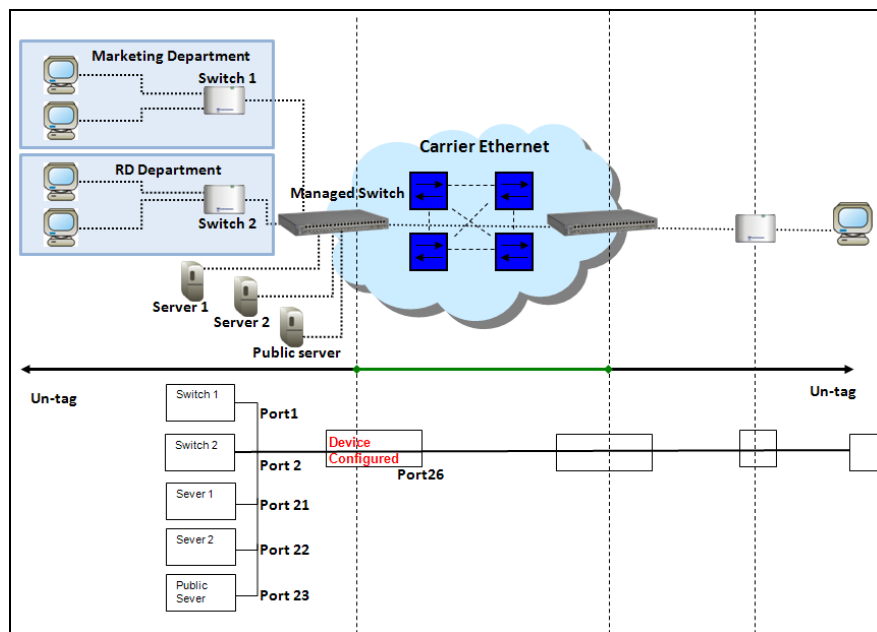 Marketing Department
Switch 1
RD Department
Switch 2
Managed Switch
Carrier Ethernet
Server 1
Server 2
Public server
Un-tag
Un-tag
Switch 1
Port1
Switch 2
Port 2
Device
Configured
Port26
Sever 1
Port 21
Sever 2
Port 22
Public
Sever
Port 23